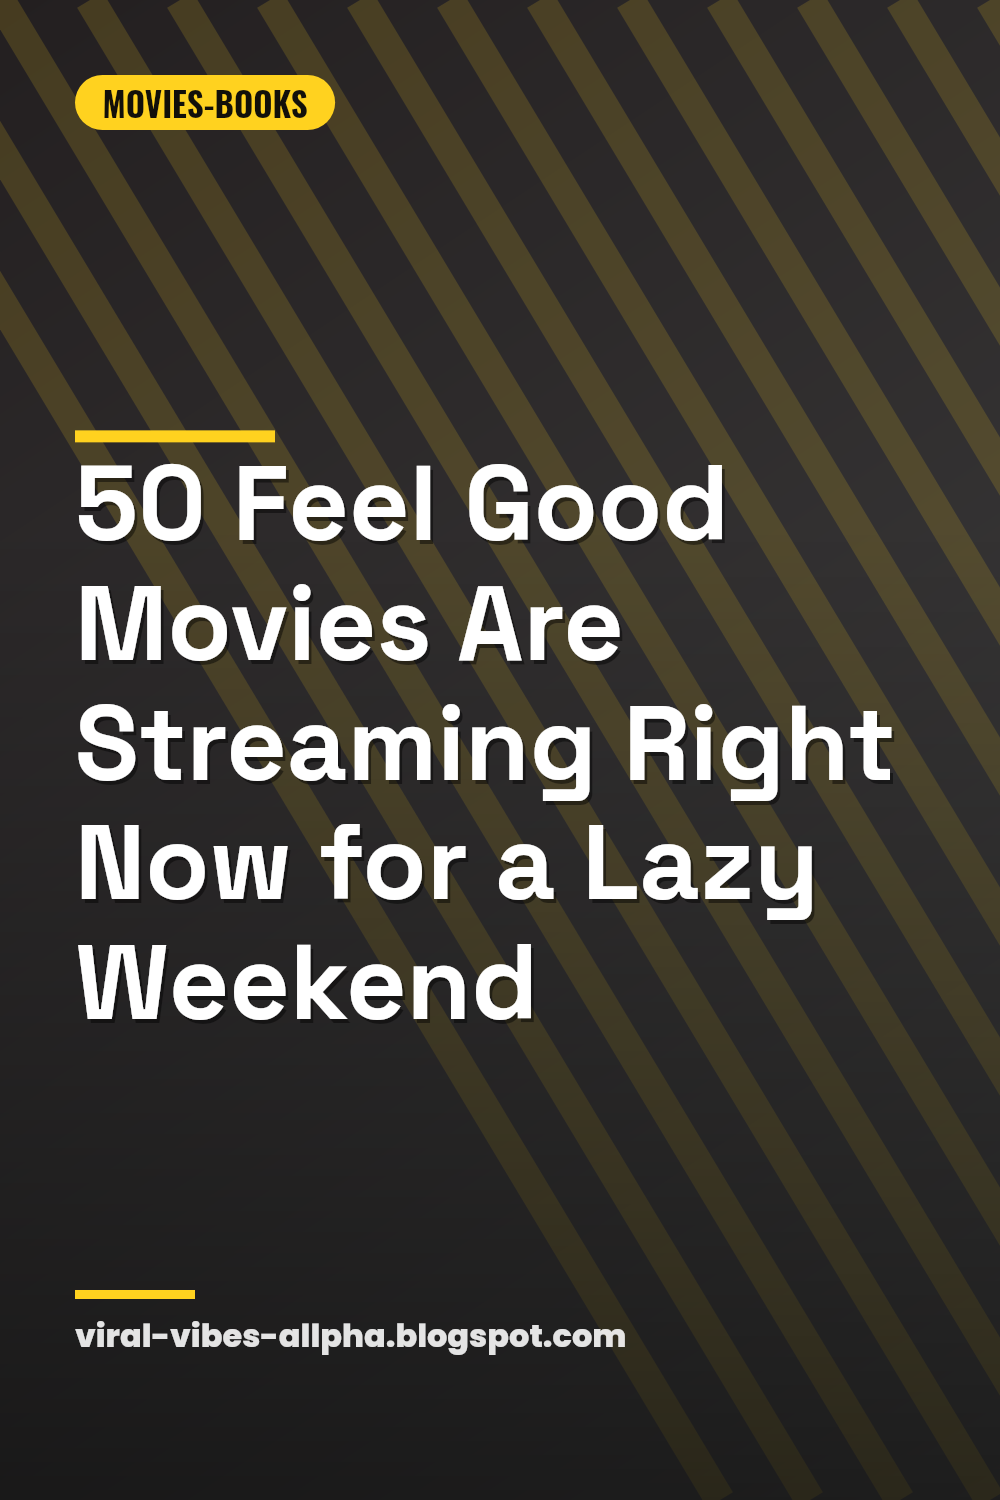 MOVIES-BOOKS
50 Feel Good
Movies Are
Streaming Right
Now for a Lazy
Weekend
viral-vibes-allpha.blogspot.com